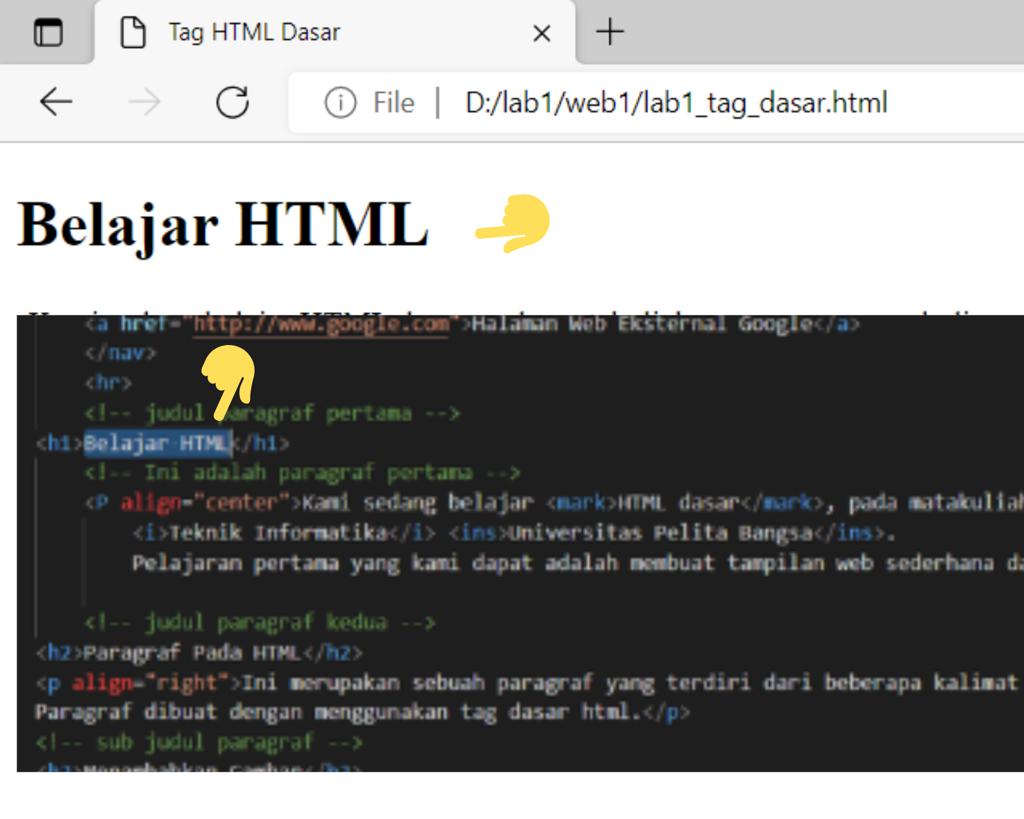 Tag HTML Dasar
File | D:/lab1/web1/lab1_tag_dasar.html
Belajar HTML
<a href="http://www.google.com">Halaman Web Eksternal Google</a>
</nav>
<hr>
<!-- judul paragraf pertama -->
<h1>Belajar HTML</h1>
<!-- Ini adalah paragraf pertama -->
<P align="center">Kami sedang belajar <mark>HTML dasar</mark>, pada matakuliah
<i>Teknik Informatika</i> <ins>Universitas Pelita Bangsa</ins>.
Pelajaran pertama yang kami dapat adalah membuat tampilan web sederhana
<!-- judul paragraf kedua -->
<h2>Paragraf Pada HTML</h2>
<p align="right">Ini merupakan sebuah paragraf yang terdiri dari beberapa kalimat
Paragraf dibuat dengan menggunakan tag dasar html.</p>
<!-- sub judul paragraf -->